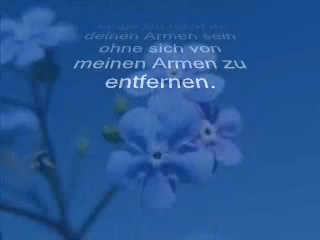 deinen Armen sein
ohne sich von
meinen Armen zu
entfernen.